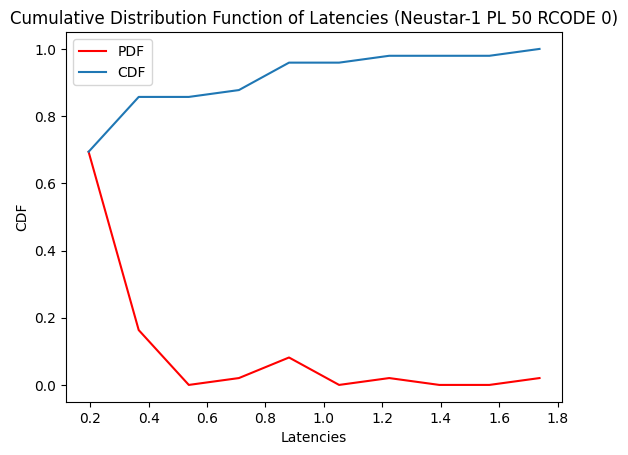 Cumulative Distribution Function of Latencies (Neustar-1 PL 50 RCODE 0)
PDF
CDF
1.0
0.8
0.6
0.4
0.2
0.0
CDF
0.2 0.4 0.6 0.8 1.0 1.2 1.4 1.6 1.8
Latencies